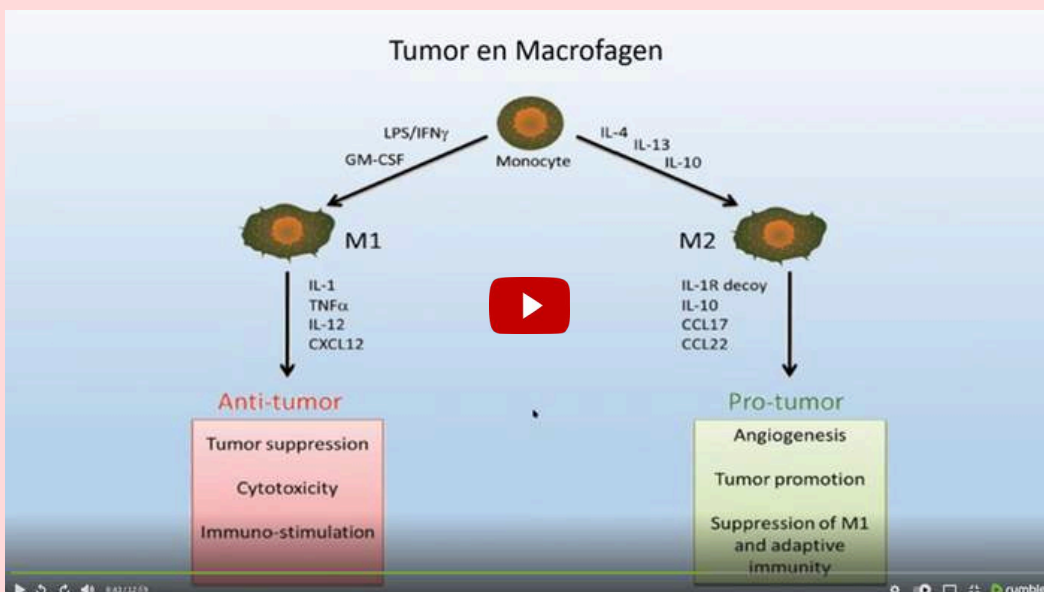 Tumor en Macrofagen
LPS/IFNγ
GM-CSF
Monocyte
IL-4
IL-13
IL-10
M1
M2
IL-1
TNFα
IL-12
CXCL12
IL-1R decoy
IL-10
CCL17
CCL22
Anti-tumor
Tumor suppression
Cytotoxicity
Immuno-stimulation
Pro-tumor
Angiogenesis
Tumor promotion
Suppression of M1
and adaptive
immunity
rumble